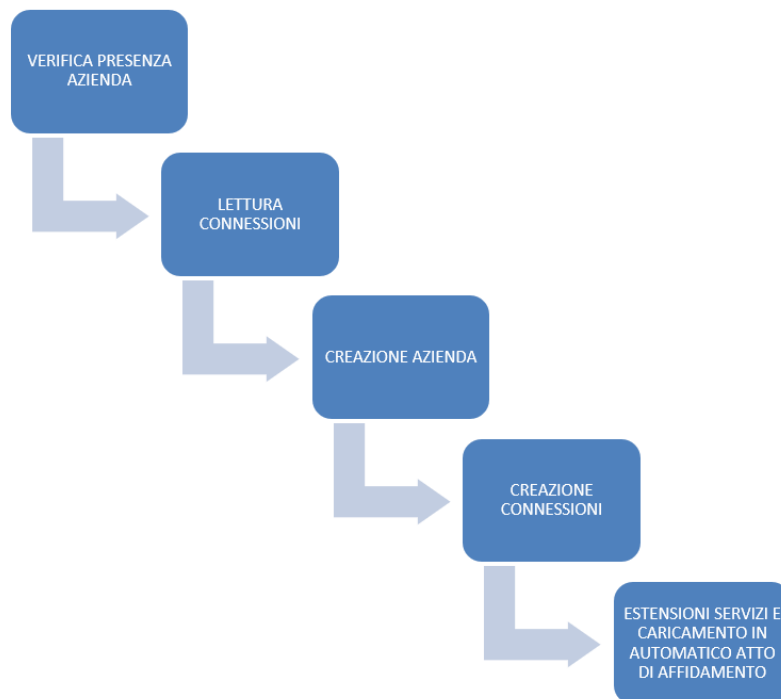 VERIFICA PRESENZA
AZIENDA
LETTURA
CONNESSIONI
CREAZIONE AZIENDA
CREAZIONE
CONNESSIONI
ESTENSIONI SERVIZI E
CARICAMENTO IN
AUTOMATICO ATTO
DI AFFIDAMENTO